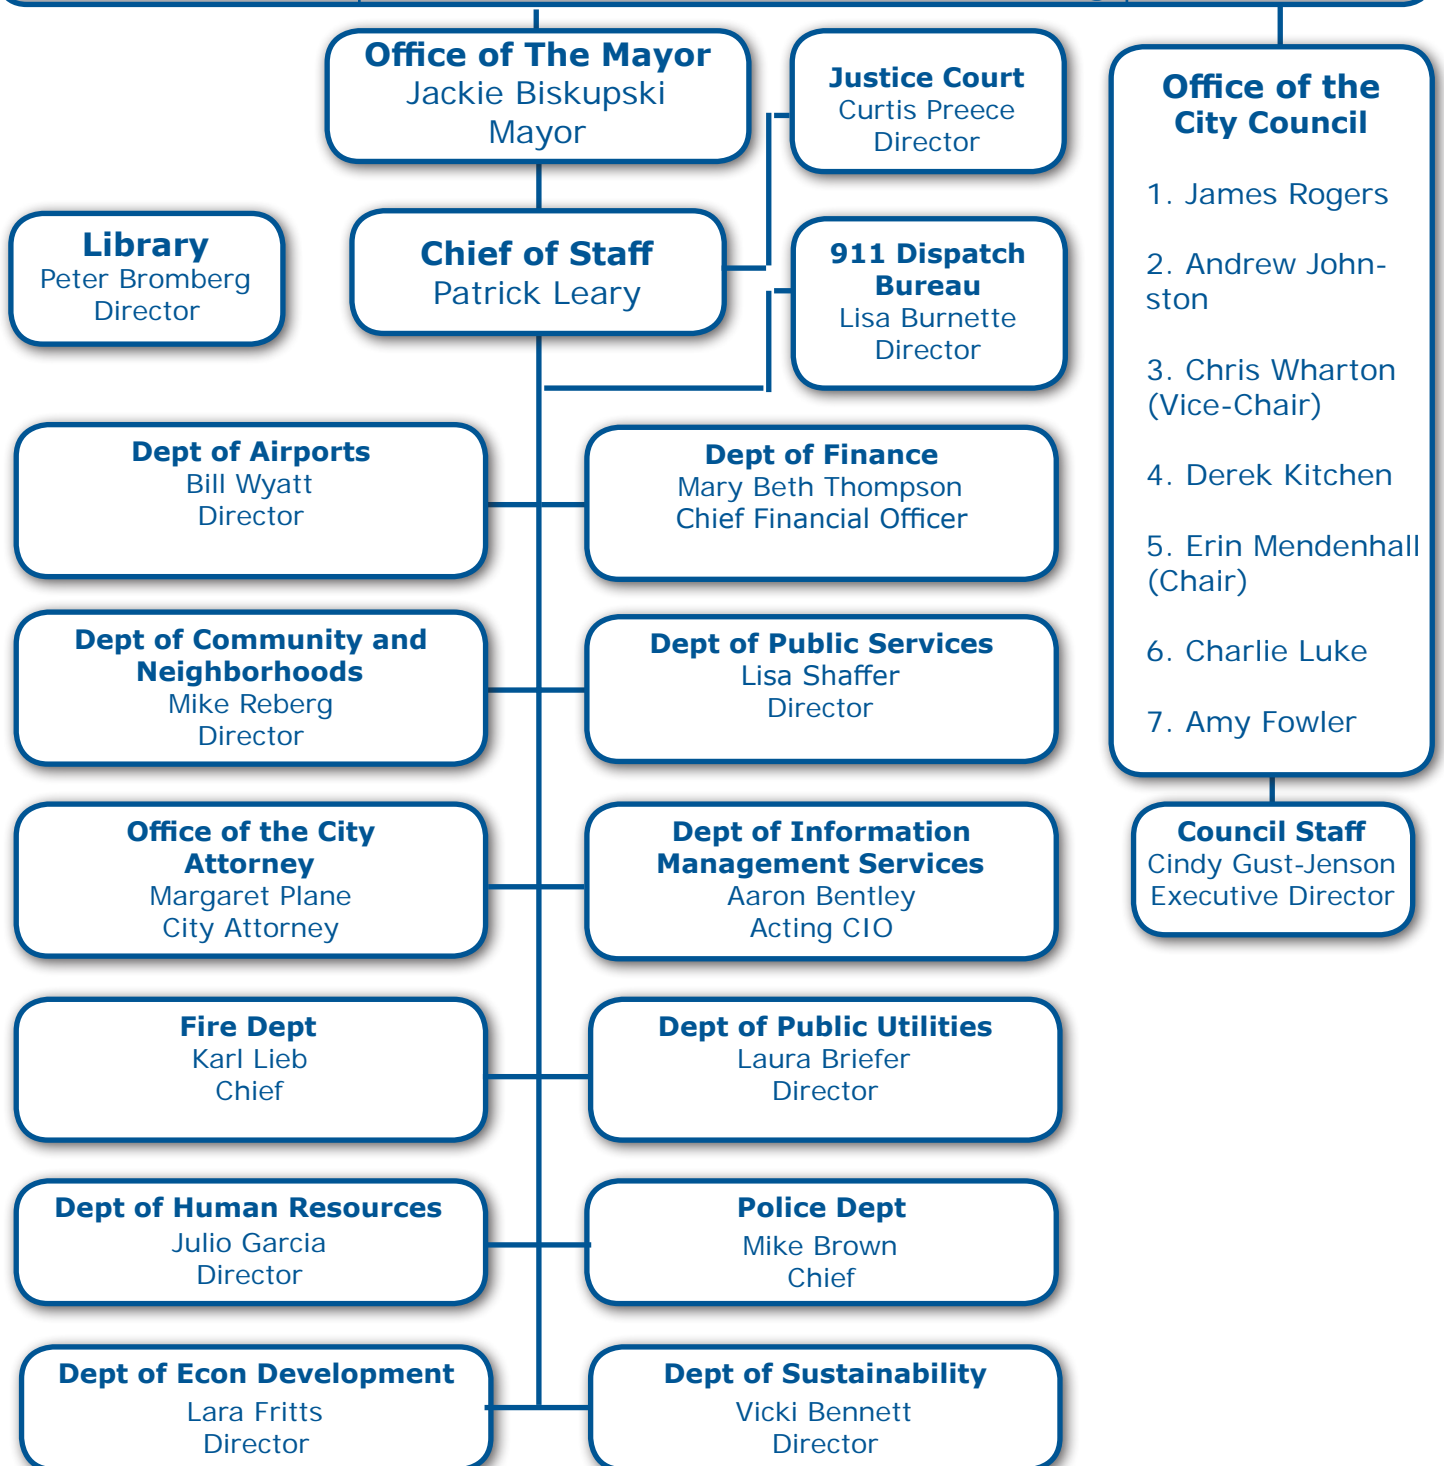 Office of The Mayor
Jackie Biskupski
Mayor
Justice Court
Curtis Preece
Director
Office of the
City Council
1. James Rogers
2. Andrew John-
ston
3. Chris Wharton
(Vice-Chair)
4. Derek Kitchen
5. Erin Mendenhall
(Chair)
6. Charlie Luke
7. Amy Fowler
Library
Peter Bromberg
Director
Chief of Staff
Patrick Leary
911 Dispatch
Bureau
Lisa Burnette
Director
Dept of Airports
Bill Wyatt
Director
Dept of Finance
Mary Beth Thompson
Chief Financial Officer
Dept of Community and
Neighborhoods
Mike Reberg
Director
Dept of Public Services
Lisa Shaffer
Director
Office of the City
Attorney
Margaret Plane
City Attorney
Dept of Information
Management Services
Aaron Bentley
Acting CIO
Council Staff
Cindy Gust-Jenson
Executive Director
Fire Dept
Karl Lieb
Chief
Dept of Public Utilities
Laura Briefer
Director
Dept of Human Resources
Julio Garcia
Director
Police Dept
Mike Brown
Chief
Dept of Econ Development
Lara Fritts
Director
Dept of Sustainability
Vicki Bennett
Director